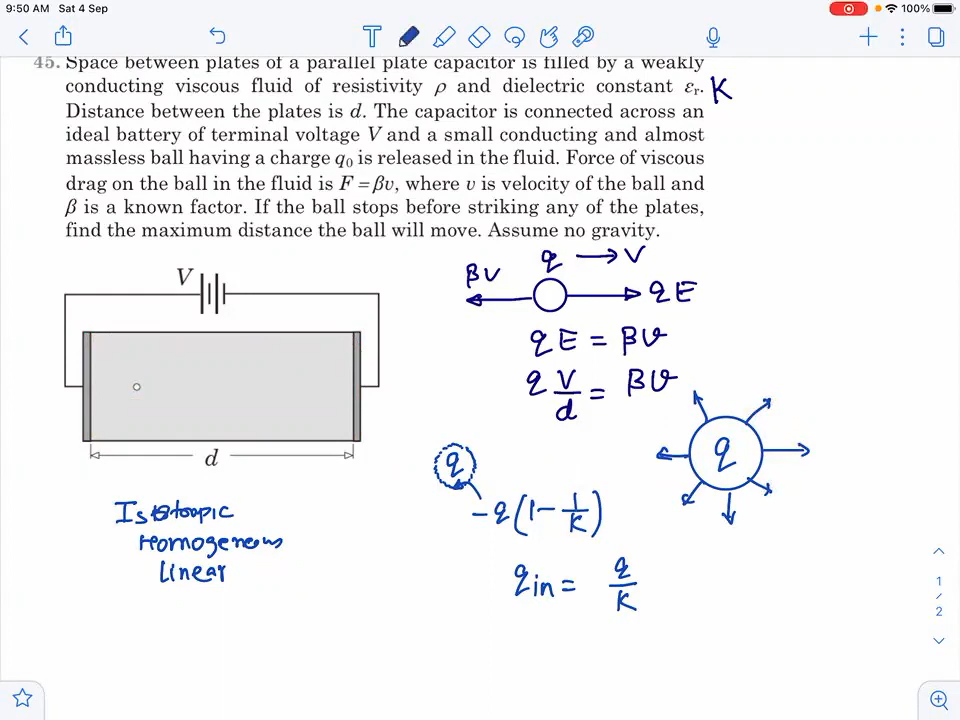 9:50 AM Sat 4 Sep
100%
T
45. Space between plates of a parallel plate capacitor is filled by a weakly
conducting viscous fluid of resistivity ρ and dielectric constant εr. K
Distance between the plates is d. The capacitor is connected across an
ideal battery of terminal voltage V and a small conducting and almost
massless ball having a charge q0 is released in the fluid. Force of viscous
drag on the ball in the fluid is F = βv, where v is velocity of the ball and
β is a known factor. If the ball stops before striking any of the plates,
find the maximum distance the ball will move. Assume no gravity.
q → V
βV
qE
V
qE = βv
q V/d = βv
q
q
d
-q(1 - 1/K)
Isotropic
Homogeneous
qin = q/K
linear
1
/
2